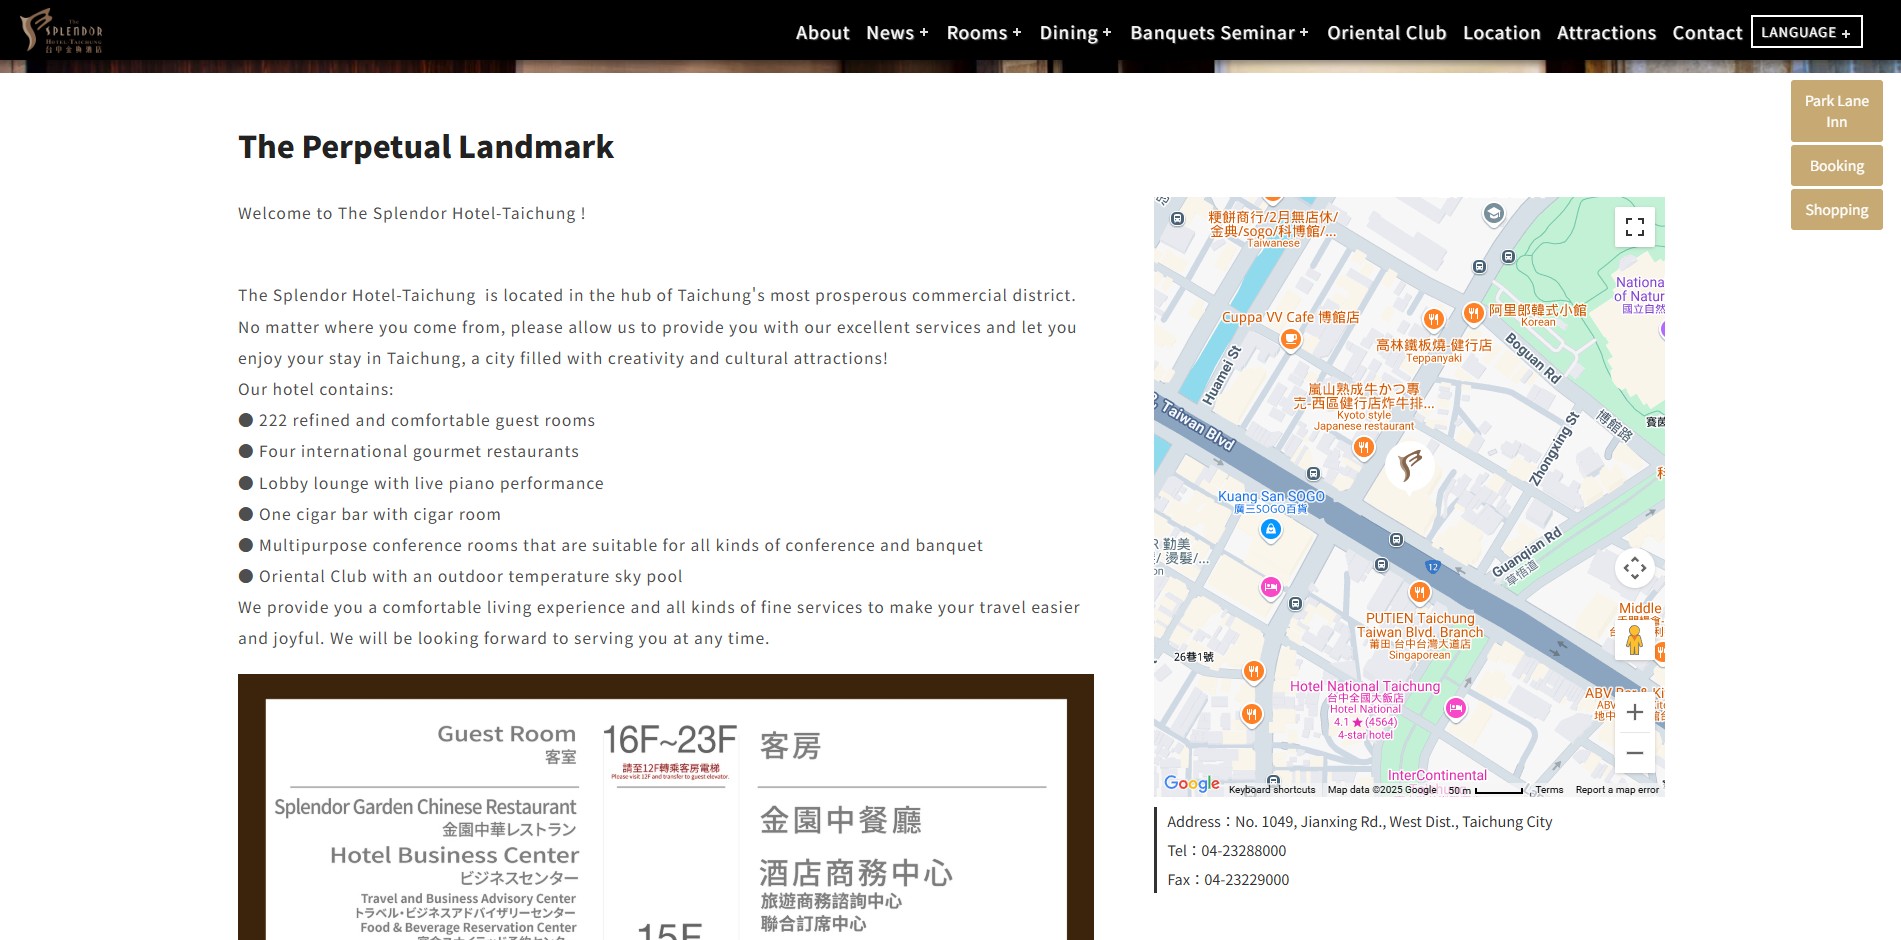 The
SPLENDOR
HOTEL-TAICHUNG
台中金典酒店
About
News +
Rooms +
Dining +
Banquets Seminar +
Oriental Club
Location
Attractions
Contact
LANGUAGE +
Park Lane
Inn
Booking
Shopping
The Perpetual Landmark
Welcome to The Splendor Hotel-Taichung !
The Splendor Hotel-Taichung is located in the hub of Taichung's most prosperous commercial district.
No matter where you come from, please allow us to provide you with our excellent services and let you
enjoy your stay in Taichung, a city filled with creativity and cultural attractions!
Our hotel contains:
● 222 refined and comfortable guest rooms
● Four international gourmet restaurants
● Lobby lounge with live piano performance
● One cigar bar with cigar room
● Multipurpose conference rooms that are suitable for all kinds of conference and banquet
● Oriental Club with an outdoor temperature sky pool
We provide you a comfortable living experience and all kinds of fine services to make your travel easier
and joyful. We will be looking forward to serving you at any time.
Guest Room
客室
16F~23F
請至12F轉乘客房電梯
Please visit 12F and transfer to guest elevator.
客房
Splendor Garden Chinese Restaurant
金園中華レストラン
金園中餐廳
Hotel Business Center
ビジネスセンター
酒店商務中心
Travel and Business Advisory Center
トラベル・ビジネスアドバイザリーセンター
旅遊商務諮詢中心
Food & Beverage Reservation Center
聯合訂席中心
15F
粳餅商行/2月無店休/
金典/sogo/科博館/...
Taiwanese
Nationa
of Natur
國立自然
Cuppa VV Cafe 博館店
阿里郎韓式小館
Korean
高林鐵板燒-健行店
Teppanyaki
Boguan Rd
Huamei St
嵐山熟成牛かつ專
売-西區健行店炸牛排...
Kyoto style
Japanese restaurant
Taiwan Blvd
博館路
Zhongxing St
Kuang San SOGO
廣三SOGO百貨
R 勤美
/ 燙髮/...
on
12
Guanqian Rd
草悟道
PUTIEN Taichung
Taiwan Blvd. Branch
莆田 台中台灣大道店
Singaporean
Middle
26巷1號
Hotel National Taichung
台中全國大飯店
Hotel National
4.1 ★ (4564)
4-star hotel
ABV Bar & Ki
InterContinental
Google
Keyboard shortcuts
Map data ©2025 Google
50 m
Terms
Report a map error
Address：No. 1049, Jianxing Rd., West Dist., Taichung City
Tel：04-23288000
Fax：04-23229000